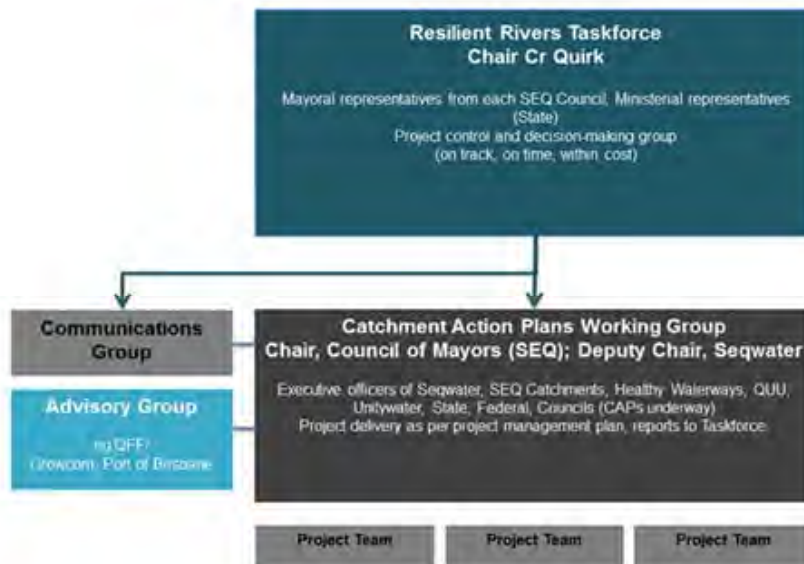 Resilient Rivers Taskforce
Chair Cr Quirk
Mayoral representatives from each SEQ Council, Ministerial representatives
(State)
Project control and decision-making group
(on track, on time, within cost)
Communications
Group
Catchment Action Plans Working Group
Chair, Council of Mayors (SEQ); Deputy Chair, Seqwater
Executive officers of Seqwater, SEQ Catchments, Healthy Waterways, QUU,
Unitywater, State, Federal, Councils (CAPs underway)
Project delivery as per project management plan, reports to Taskforce
Advisory Group
QFF
Growcom, Port of Brisbane
Project Team
Project Team
Project Team